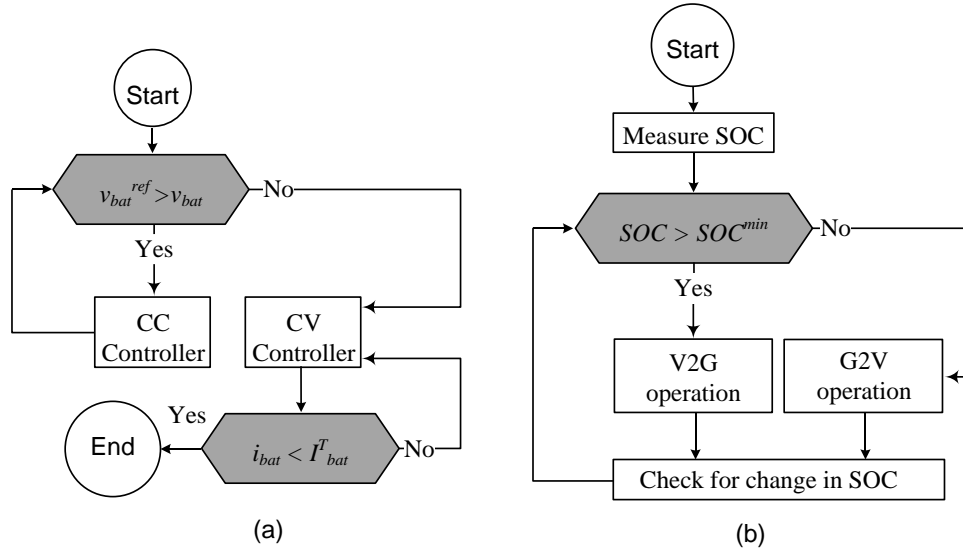 Start
v_bat^ref > v_bat
No
Yes
CC
Controller
CV
Controller
Yes
End
i_bat < I^T_bat
No
(a)
Start
Measure SOC
SOC > SOC^min
No
Yes
V2G
operation
G2V
operation
Check for change in SOC
(b)